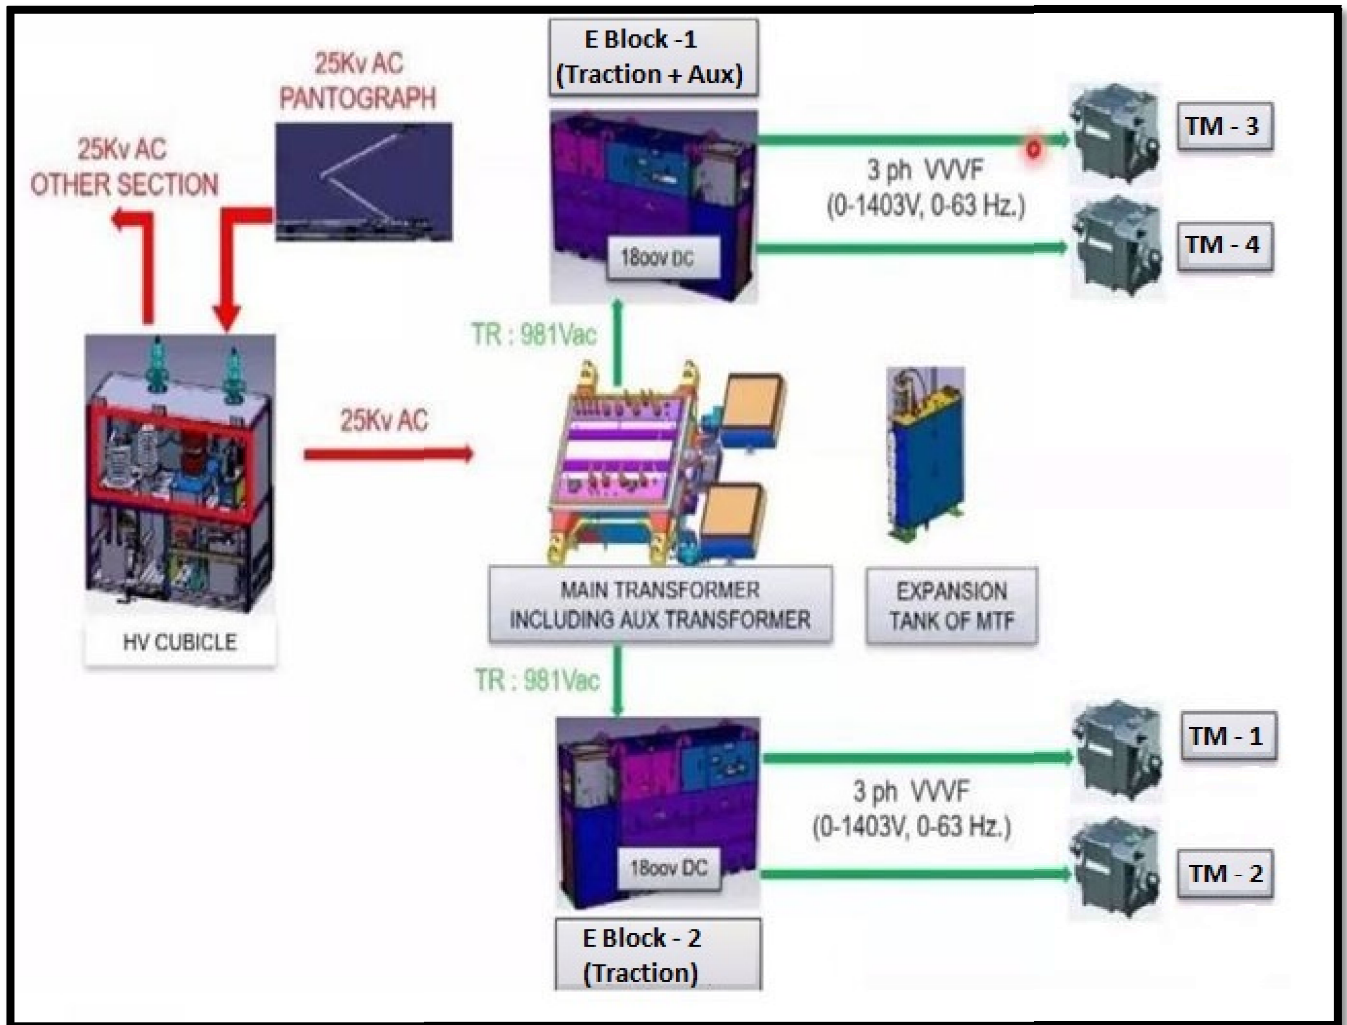 E Block -1
(Traction + Aux)
25Kv AC
PANTOGRAPH
25Kv AC
OTHER SECTION
TM - 3
3 ph VVVF
(0-1403V, 0-63 Hz.)
18oov DC
TM - 4
TR : 981Vac
25Kv AC
MAIN TRANSFORMER
INCLUDING AUX TRANSFORMER
EXPANSION
TANK OF MTF
HV CUBICLE
TR : 981Vac
TM - 1
3 ph VVVF
(0-1403V, 0-63 Hz.)
18oov DC
TM - 2
E Block - 2
(Traction)